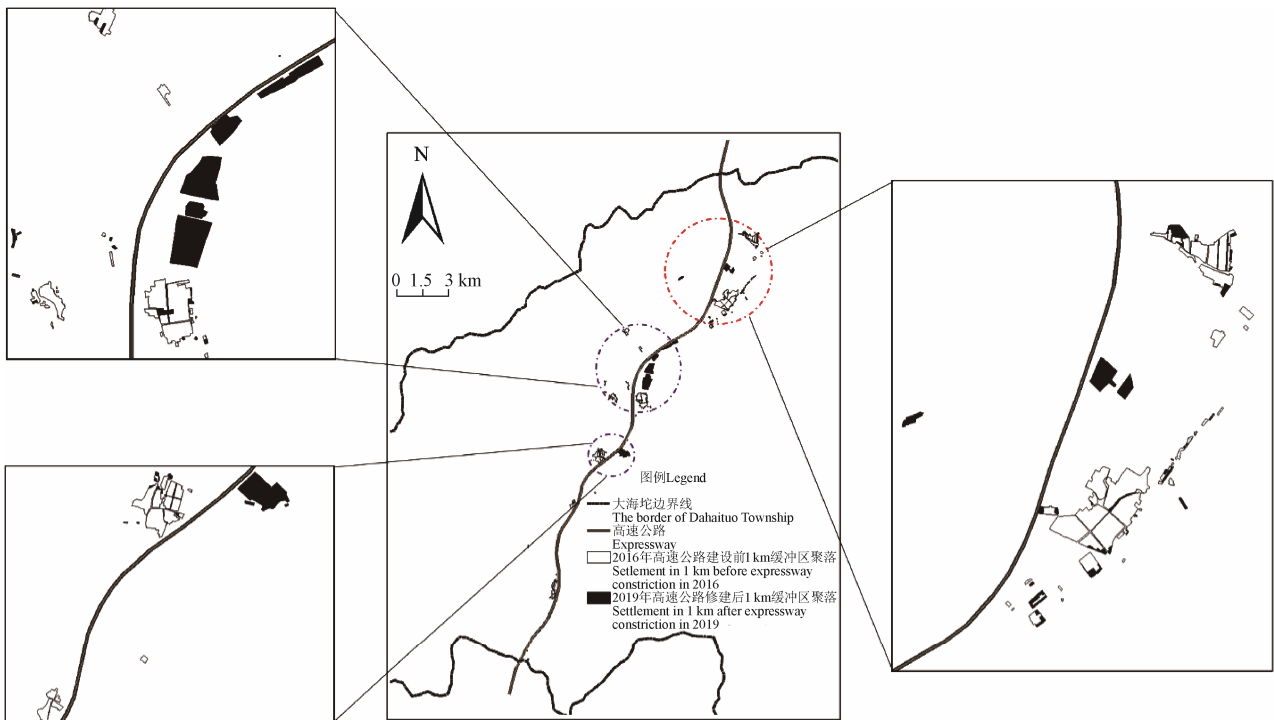 N
0 1.5 3 km
图例Legend
大海坨边界线
The border of Dahaituo Township
高速公路
Expressway
2016年高速公路建设前1 km缓冲区聚落
Setlement in 1 km before expressway
constriction in 2016
2019年高速公路修建后1 km缓冲区聚落
Settlement in 1 km after expressway
constriction in 2019